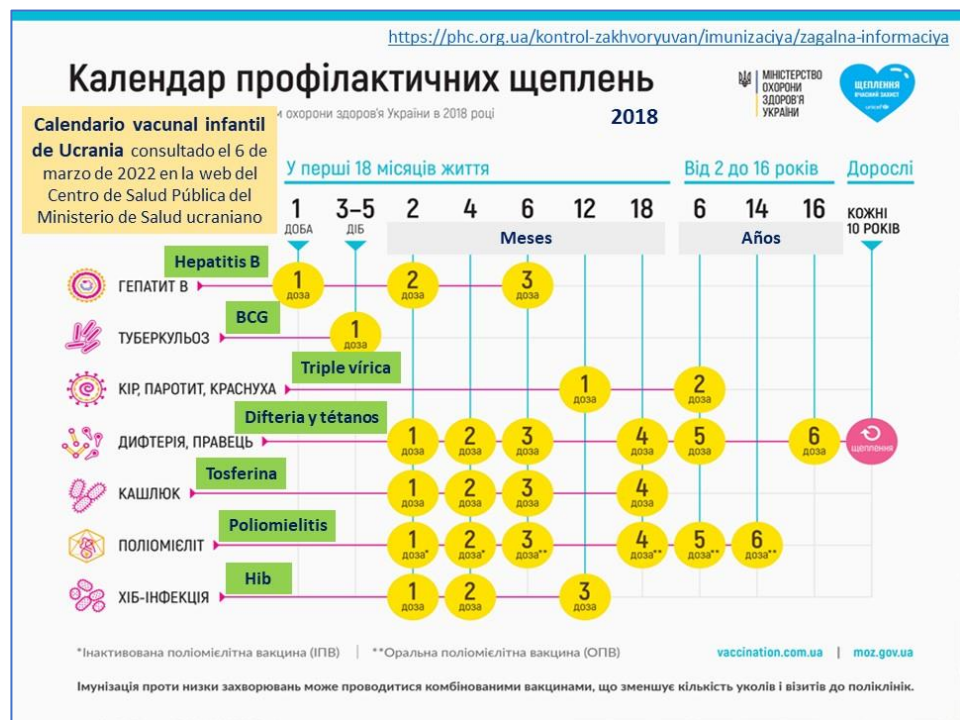 https://phc.org.ua/kontrol-zakhvoryuvan/imunizaciya/zagalna-informaciya
Календар профілактичних щеплень
м охорони здоров'я України в 2018 році
2018
МІНІСТЕРСТВО
ОХОРОНИ
ЗДОРОВ'Я
УКРАЇНИ
ЩЕПЛЕННЯ
ВЧАСНИЙ ЗАХИСТ
unicef
Calendario vacunal infantil
de Ucrania consultado el 6 de
marzo de 2022 en la web del
Centro de Salud Pública del
Ministerio de Salud ucraniano
У перші 18 місяців життя
Від 2 до 16 років
Дорослі
1 3–5 2 4 6 12 18 6 14 16
ДОБА ДІБ
КОЖНІ
10 РОКІВ
Meses
Años
Hepatitis B
ГЕПАТИТ В
1 доза 2 доза 3 доза
BCG
ТУБЕРКУЛЬОЗ
1 доза
Triple vírica
КІР, ПАРОТИТ, КРАСНУХА
1 доза 2 доза
Difteria y tétanos
ДИФТЕРІЯ, ПРАВЕЦЬ
1 доза 2 доза 3 доза 4 доза 5 доза 6 доза щеплення
Tosferina
КАШЛЮК
1 доза 2 доза 3 доза 4 доза
Poliomielitis
ПОЛІОМІЄЛІТ
1 доза* 2 доза* 3 доза** 4 доза** 5 доза** 6 доза**
Hib
ХІБ-ІНФЕКЦІЯ
1 доза 2 доза 3 доза
*Інактивована поліомієлітна вакцина (ІПВ) | **Оральна поліомієлітна вакцина (ОПВ)
vaccination.com.ua | moz.gov.ua
Імунізація проти низки захворювань може проводитися комбінованими вакцинами, що зменшує кількість уколів і візитів до поліклінік.